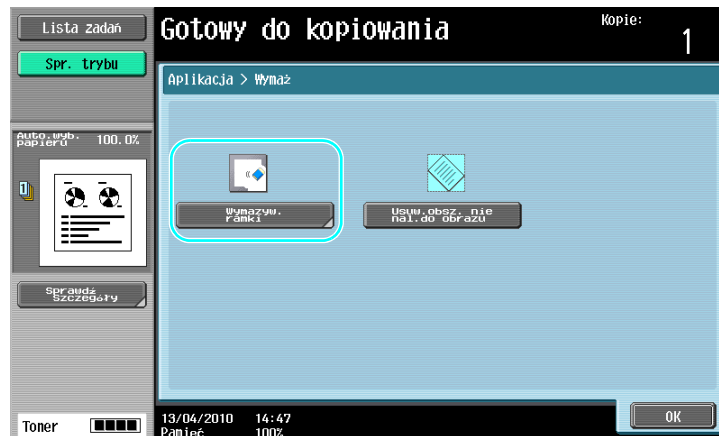 Lista zadań
Gotowy do kopiowania
Kopie:
1
Spr. trybu
Aplikacja > Wymaż
Auto.wyb.
papieru
100.0%
Wymazyw.
ramki
Usuw.obsz. nie
nal.do obrazu
Sprawdź
szczegóły
Toner
13/04/2010 14:47
Pamięć 100%
OK